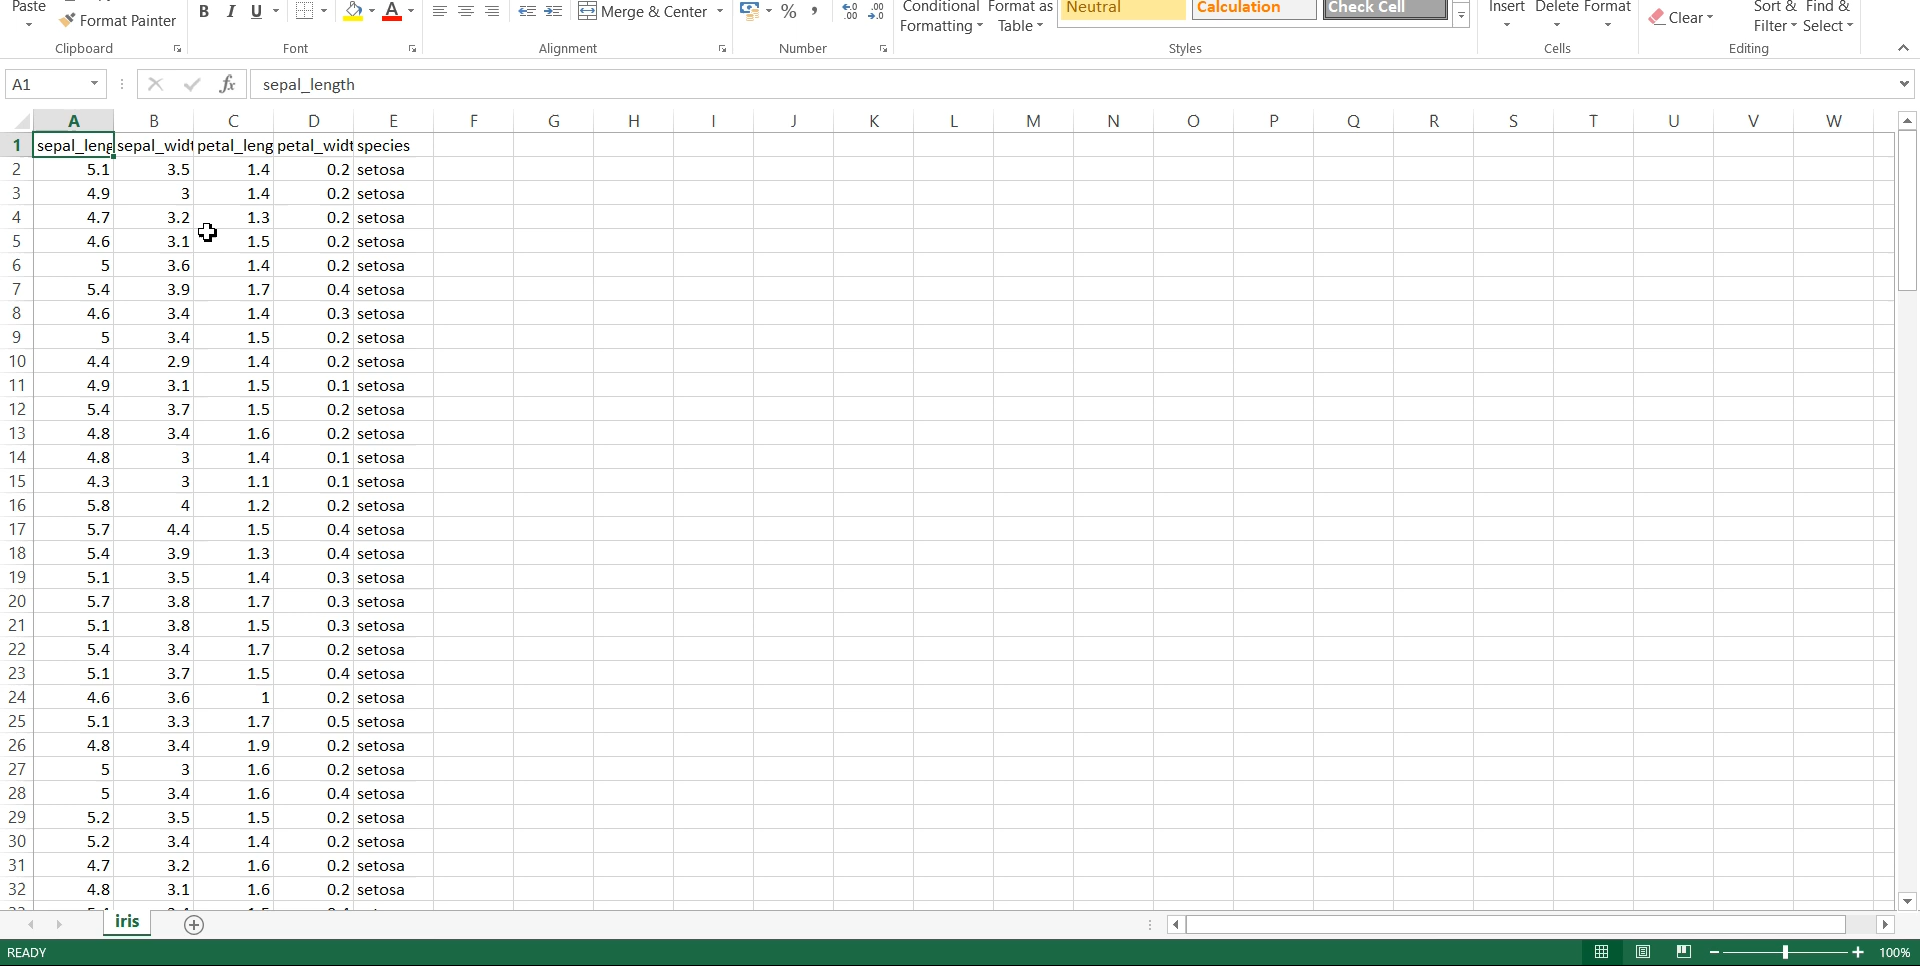 Paste Format Painter B I U A Merge & Center % , .00 .0 Conditional Formatting Format as Table Neutral Calculation Check Cell Insert Delete Format Clear Sort & Filter Find & Select
Clipboard Font Alignment Number Styles Cells Editing
A1 fx sepal_length
A B C D E F G H I J K L M N O P Q R S T U V W
1 sepal_leng sepal_widt petal_leng petal_widt species
2 5.1 3.5 1.4 0.2 setosa
3 4.9 3 1.4 0.2 setosa
4 4.7 3.2 1.3 0.2 setosa
5 4.6 3.1 1.5 0.2 setosa
6 5 3.6 1.4 0.2 setosa
7 5.4 3.9 1.7 0.4 setosa
8 4.6 3.4 1.4 0.3 setosa
9 5 3.4 1.5 0.2 setosa
10 4.4 2.9 1.4 0.2 setosa
11 4.9 3.1 1.5 0.1 setosa
12 5.4 3.7 1.5 0.2 setosa
13 4.8 3.4 1.6 0.2 setosa
14 4.8 3 1.4 0.1 setosa
15 4.3 3 1.1 0.1 setosa
16 5.8 4 1.2 0.2 setosa
17 5.7 4.4 1.5 0.4 setosa
18 5.4 3.9 1.3 0.4 setosa
19 5.1 3.5 1.4 0.3 setosa
20 5.7 3.8 1.7 0.3 setosa
21 5.1 3.8 1.5 0.3 setosa
22 5.4 3.4 1.7 0.2 setosa
23 5.1 3.7 1.5 0.4 setosa
24 4.6 3.6 1 0.2 setosa
25 5.1 3.3 1.7 0.5 setosa
26 4.8 3.4 1.9 0.2 setosa
27 5 3 1.6 0.2 setosa
28 5 3.4 1.6 0.4 setosa
29 5.2 3.5 1.5 0.2 setosa
30 5.2 3.4 1.4 0.2 setosa
31 4.7 3.2 1.6 0.2 setosa
32 4.8 3.1 1.6 0.2 setosa
iris
READY 100%